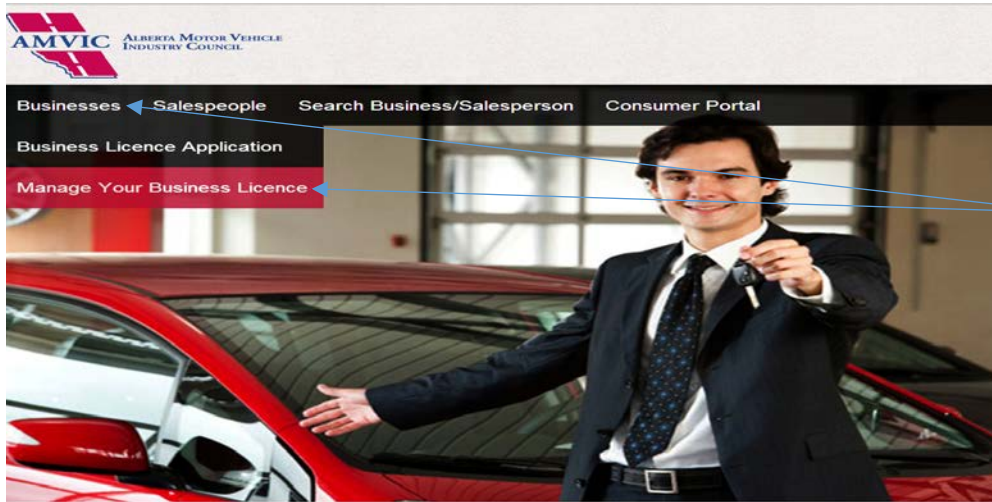 AMVIC ALBERTA MOTOR VEHICLE
INDUSTRY COUNCIL
Businesses Salespeople Search Business/Salesperson Consumer Portal
Business Licence Application
Manage Your Business Licence